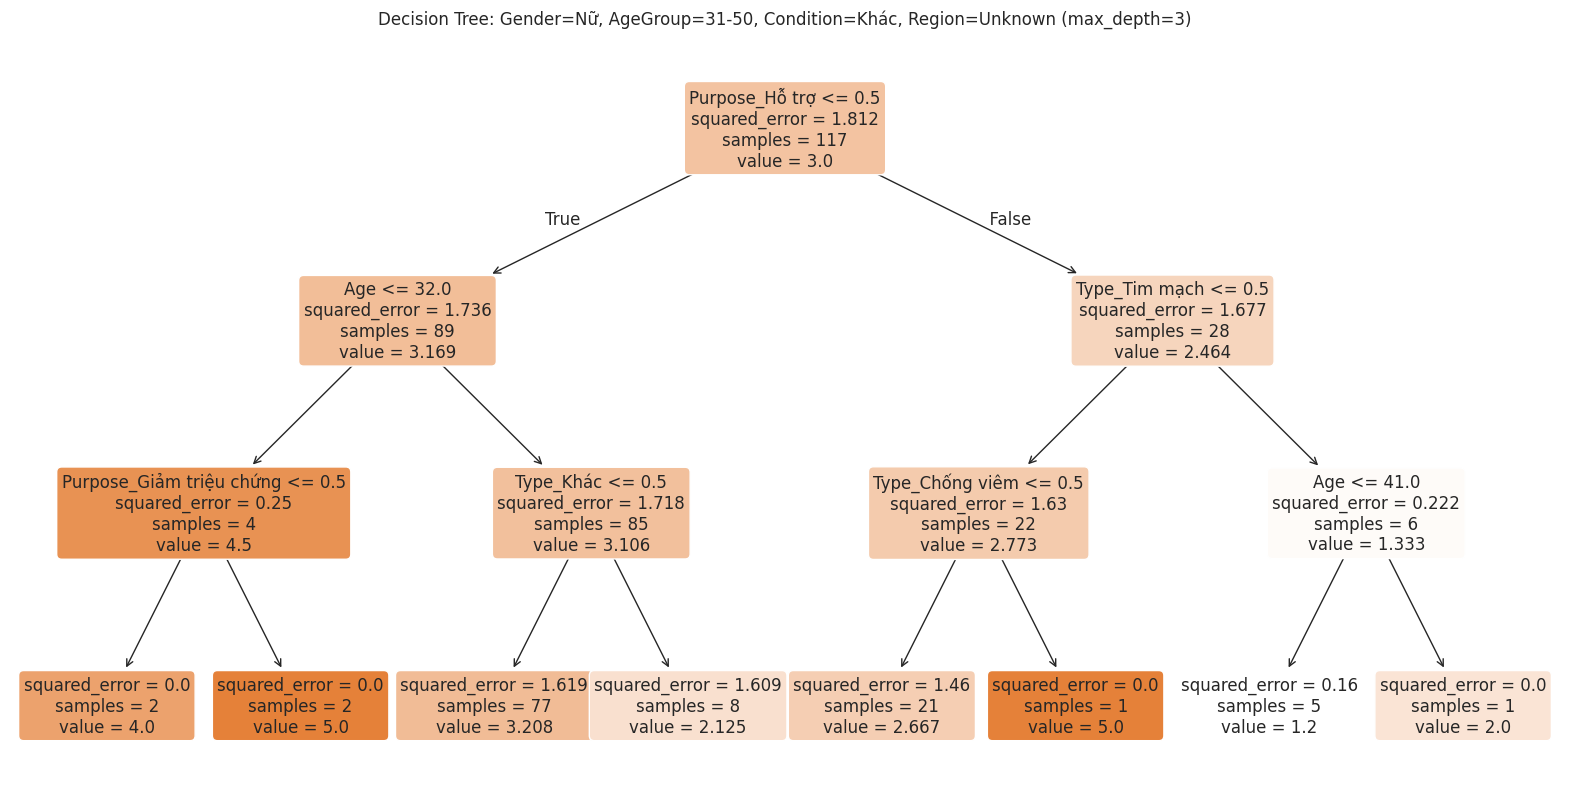 Decision Tree: Gender=Nữ, AgeGroup=31-50, Condition=Khác, Region=Unknown (max_depth=3)
Purpose_Hỗ trợ <= 0.5
squared_error = 1.812
samples = 117
value = 3.0
True
False
Age <= 32.0
squared_error = 1.736
samples = 89
value = 3.169
Type_Tim mạch <= 0.5
squared_error = 1.677
samples = 28
value = 2.464
Purpose_Giảm triệu chứng <= 0.5
squared_error = 0.25
samples = 4
value = 4.5
Type_Khác <= 0.5
squared_error = 1.718
samples = 85
value = 3.106
Type_Chống viêm <= 0.5
squared_error = 1.63
samples = 22
value = 2.773
Age <= 41.0
squared_error = 0.222
samples = 6
value = 1.333
squared_error = 0.0
samples = 2
value = 4.0
squared_error = 0.0
samples = 2
value = 5.0
squared_error = 1.619
samples = 77
value = 3.208
squared_error = 1.609
samples = 8
value = 2.125
squared_error = 1.46
samples = 21
value = 2.667
squared_error = 0.0
samples = 1
value = 5.0
squared_error = 0.16
samples = 5
value = 1.2
squared_error = 0.0
samples = 1
value = 2.0